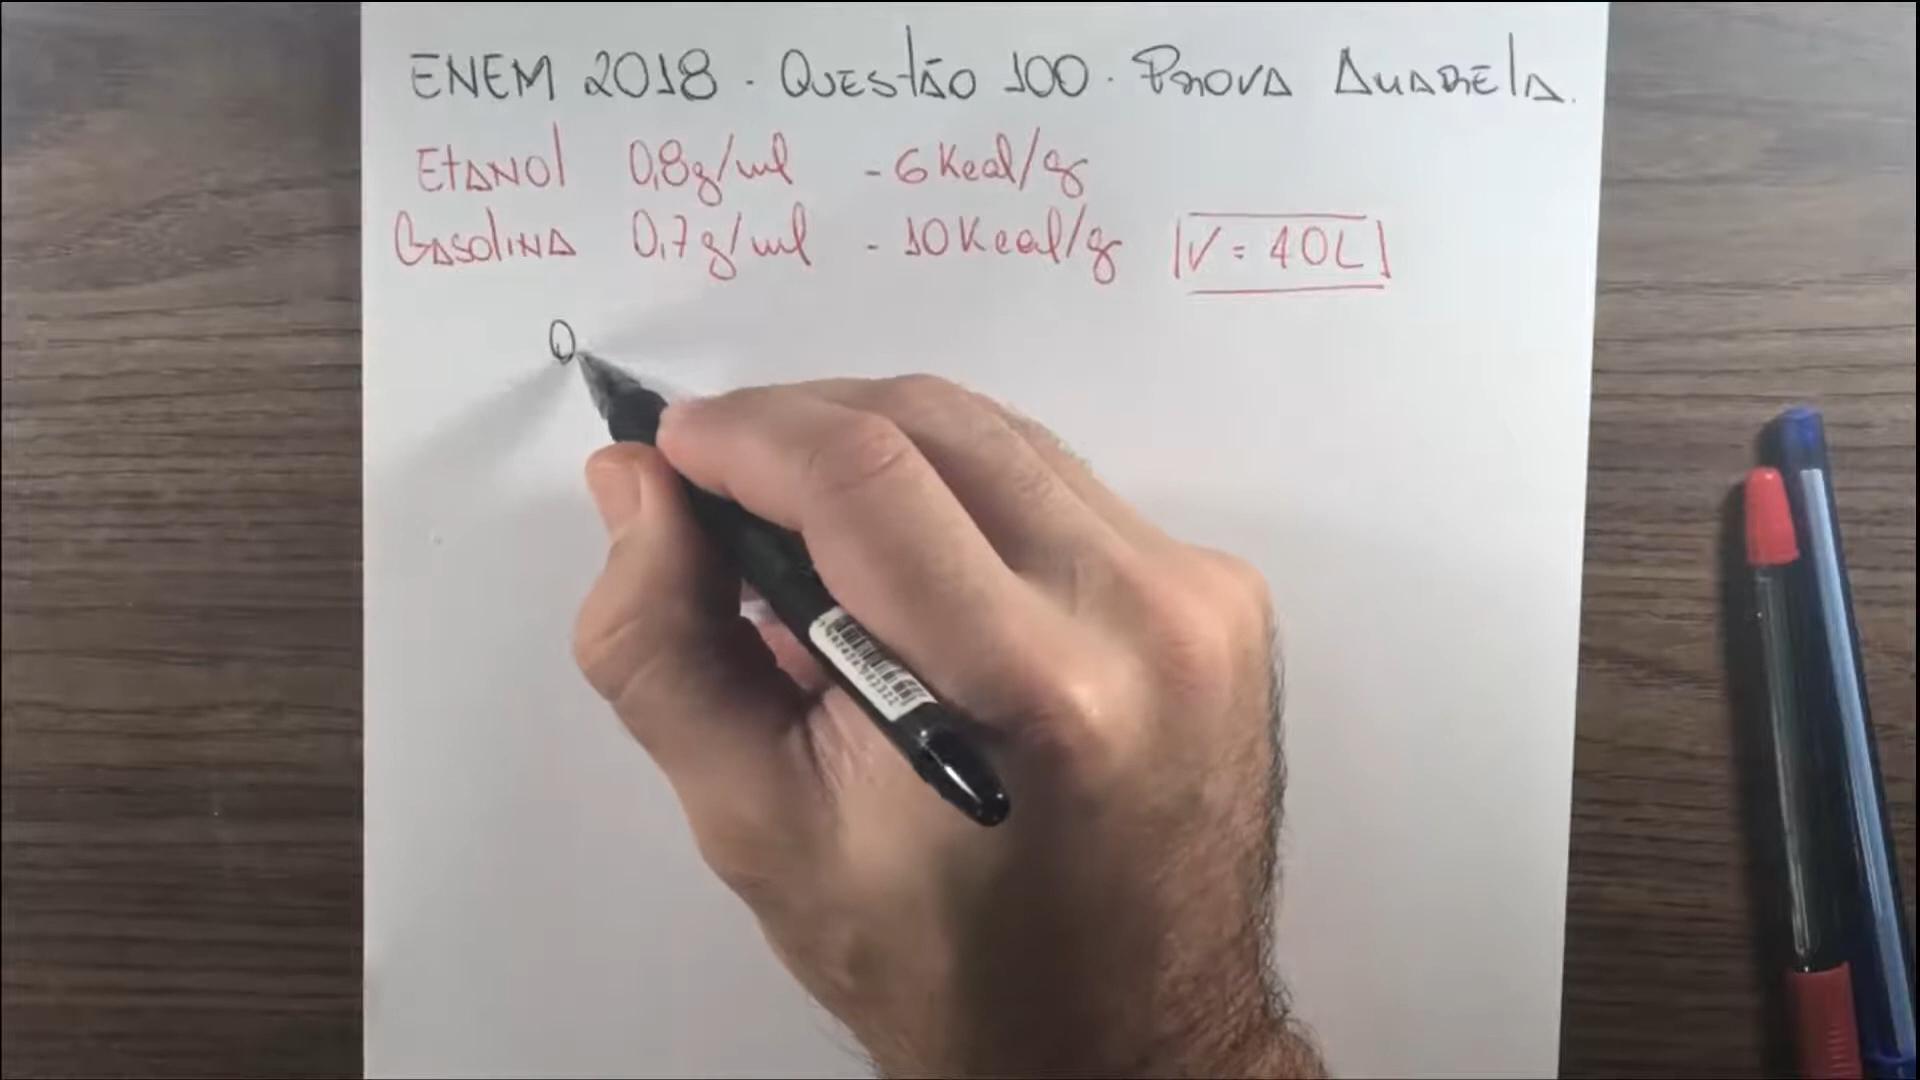 ENEM 2018 . Questão 100 . Prova Amarela.
Etanol 0,8g/ml - 6Kcal/g
Gasolina 0,7g/ml - 10Kcal/g V = 40L
Q